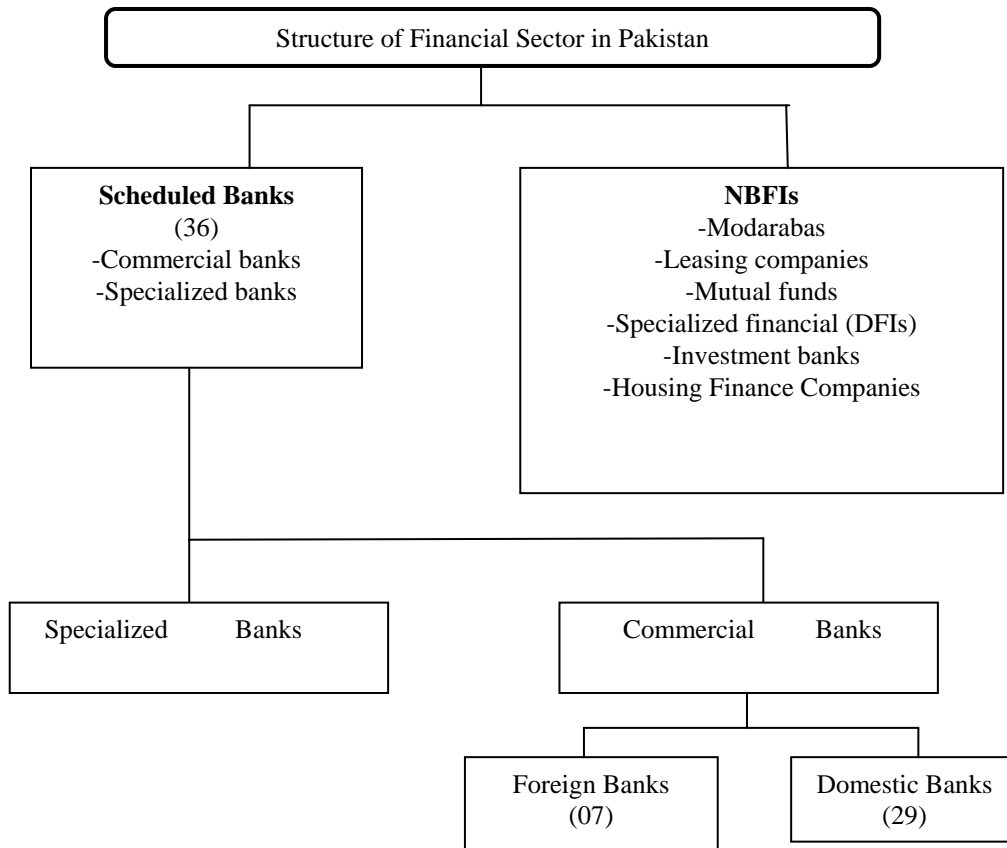 Structure of Financial Sector in Pakistan
Scheduled Banks
(36)
-Commercial banks
-Specialized banks
NBFIs
-Modarabas
-Leasing companies
-Mutual funds
-Specialized financial (DFIs)
-Investment banks
-Housing Finance Companies
Specialized Banks
Commercial Banks
Foreign Banks
(07)
Domestic Banks
(29)